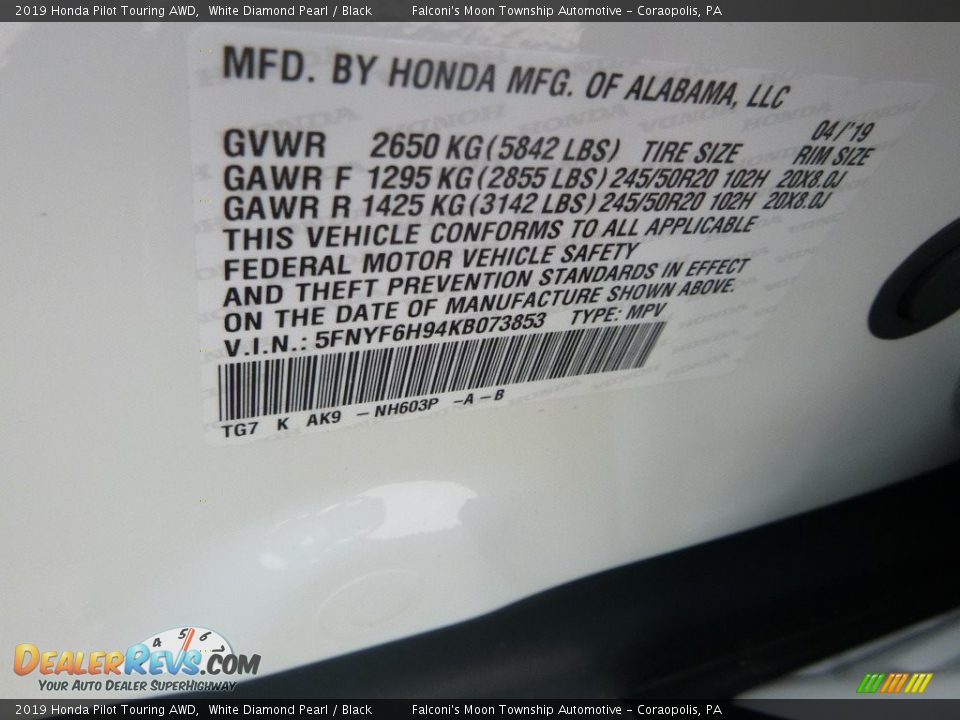 2019 Honda Pilot Touring AWD, White Diamond Pearl / Black Falconi's Moon Township Automotive - Coraopolis, PA
MFD. BY HONDA MFG. OF ALABAMA, LLC
04/'19
GVWR 2650 KG (5842 LBS) TIRE SIZE RIM SIZE
GAWR F 1295 KG (2855 LBS) 245/50R20 102H 20X8.0J
GAWR R 1425 KG (3142 LBS) 245/50R20 102H 20X8.0J
THIS VEHICLE CONFORMS TO ALL APPLICABLE
FEDERAL MOTOR VEHICLE SAFETY
AND THEFT PREVENTION STANDARDS IN EFFECT
ON THE DATE OF MANUFACTURE SHOWN ABOVE.
V.I.N.: 5FNYF6H94KB073853 TYPE: MPV
TG7 K AK9 -NH603P -A-B
4 5 6 7
DEALERREVS.COM
YOUR AUTO DEALER SUPERHIGHWAY
2019 Honda Pilot Touring AWD, White Diamond Pearl / Black Falconi's Moon Township Automotive - Coraopolis, PA